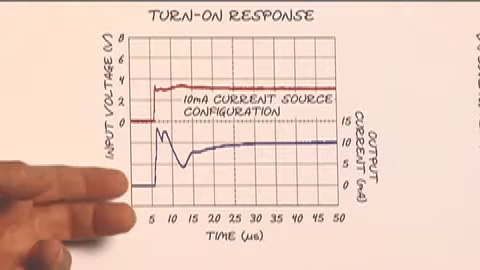 TURN-ON RESPONSE
INPUT VOLTAGE (V)
8
6
4
2
0
10mA CURRENT SOURCE
CONFIGURATION
15
10
5
0
OUTPUT
CURRENT (mA)
5 10 15 20 25 30 35 40 45 50
TIME (µs)